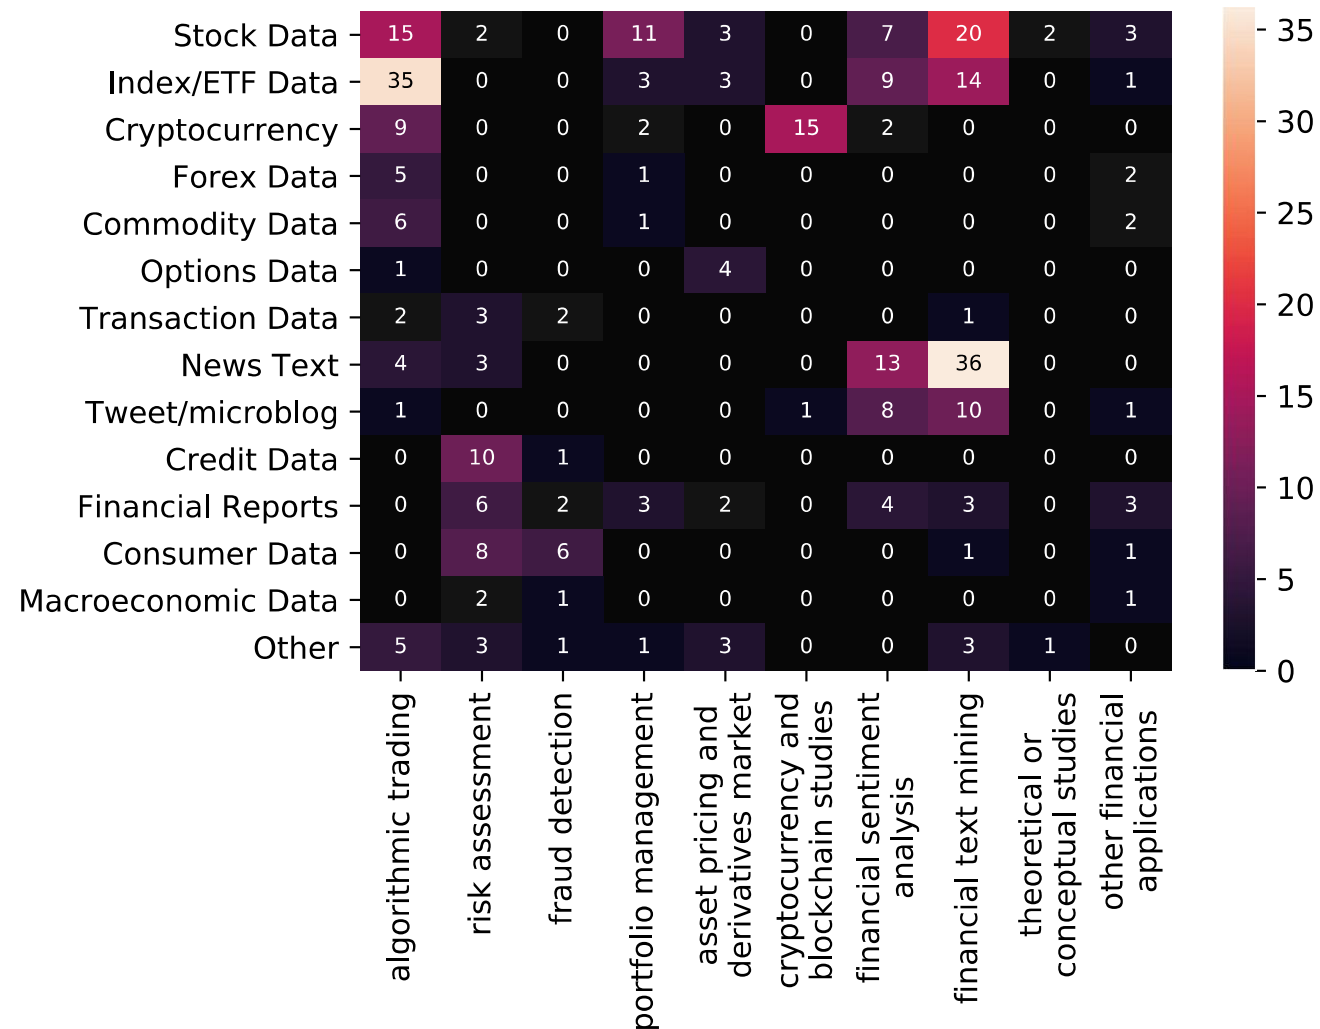 Stock Data 15 2 0 11 3 0 7 20 2 3
Index/ETF Data 35 0 0 3 3 0 9 14 0 1
Cryptocurrency 9 0 0 2 0 15 2 0 0 0
Forex Data 5 0 0 1 0 0 0 0 0 2
Commodity Data 6 0 0 1 0 0 0 0 0 2
Options Data 1 0 0 0 4 0 0 0 0 0
Transaction Data 2 3 2 0 0 0 0 1 0 0
News Text 4 3 0 0 0 0 13 36 0 0
Tweet/microblog 1 0 0 0 0 1 8 10 0 1
Credit Data 0 10 1 0 0 0 0 0 0 0
Financial Reports 0 6 2 3 2 0 4 3 0 3
Consumer Data 0 8 6 0 0 0 0 1 0 1
Macroeconomic Data 0 2 1 0 0 0 0 0 0 1
Other 5 3 1 1 3 0 0 3 1 0
algorithmic trading
risk assessment
fraud detection
portfolio management
asset pricing and
derivatives market
cryptocurrency and
blockchain studies
financial sentiment
analysis
financial text mining
theoretical or
conceptual studies
other financial
applications
35
30
25
20
15
10
5
0